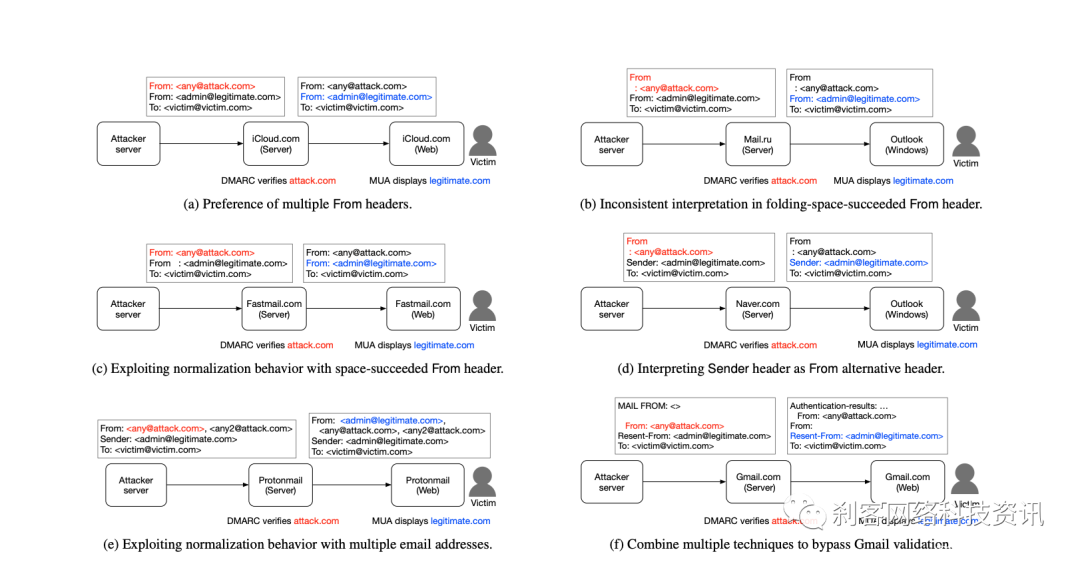 From: <any@attack.com>
From: <admin@legitimate.com>
To: <victim@victim.com>
From: <any@attack.com>
From: <admin@legitimate.com>
To: <victim@victim.com>
Attacker
server
iCloud.com
(Server)
iCloud.com
(Web)
Victim
DMARC verifies attack.com
MUA displays legitimate.com
(a) Preference of multiple From headers.
From
: <any@attack.com>
From: <admin@legitimate.com>
To: <victim@victim.com>
From
: <any@attack.com>
From: <admin@legitimate.com>
To: <victim@victim.com>
Attacker
server
Mail.ru
(Server)
Outlook
(Windows)
Victim
DMARC verifies attack.com
MUA displays legitimate.com
(b) Inconsistent interpretation in folding-space-succeeded From header.
From: <any@attack.com>
From   : <admin@legitimate.com>
To: <victim@victim.com>
From: <any@attack.com>
From: <admin@legitimate.com>
To: <victim@victim.com>
Attacker
server
Fastmail.com
(Server)
Fastmail.com
(Web)
Victim
DMARC verifies attack.com
MUA displays legitimate.com
(c) Exploiting normalization behavior with space-succeeded From header.
From
: <any@attack.com>
Sender: <admin@legitimate.com>
To: <victim@victim.com>
From
: <any@attack.com>
Sender: <admin@legitimate.com>
To: <victim@victim.com>
Attacker
server
Naver.com
(Server)
Outlook
(Windows)
Victim
DMARC verifies attack.com
MUA displays legitimate.com
(d) Interpreting Sender header as From alternative header.
From: <any@attack.com>, <any2@attack.com>
Sender: <admin@legitimate.com>
To: <victim@victim.com>
From: <admin@legitimate.com>,
<any@attack.com>, <any2@attack.com>
Sender: <admin@legitimate.com>
To: <victim@victim.com>
Attacker
server
Protonmail
(Server)
Protonmail
(Web)
Victim
DMARC verifies attack.com
MUA displays legitimate.com
(e) Exploiting normalization behavior with multiple email addresses.
MAIL FROM: <>
From: <any@attack.com>
Resent-From: <admin@legitimate.com>
To: <victim@victim.com>
Authentication-results: ...
From: <any@attack.com>
From:
Resent-From: <admin@legitimate.com>
To: <victim@victim.com>
Attacker
server
Gmail.com
(Server)
Gmail.com
(Web)
Victim
DMARC verifies attack.com
MUA displays legitimate.com
(f) Combine multiple techniques to bypass Gmail validation.
刹客网络科技资讯